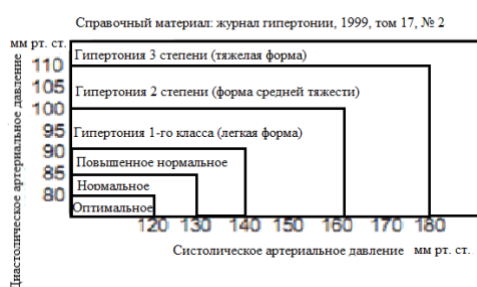 Справочный материал: журнал гипертонии, 1999, том 17, № 2
мм рт. ст.
Диастолическое артериальное давление
110
105
100
95
90
85
80
Гипертония 3 степени (тяжелая форма)
Гипертония 2 степени (форма средней тяжести)
Гипертония 1-го класса (легкая форма)
Повышенное нормальное
Нормальное
Оптимальное
120 130 140 150 160 170 180
Систолическое артериальное давление мм рт. ст.